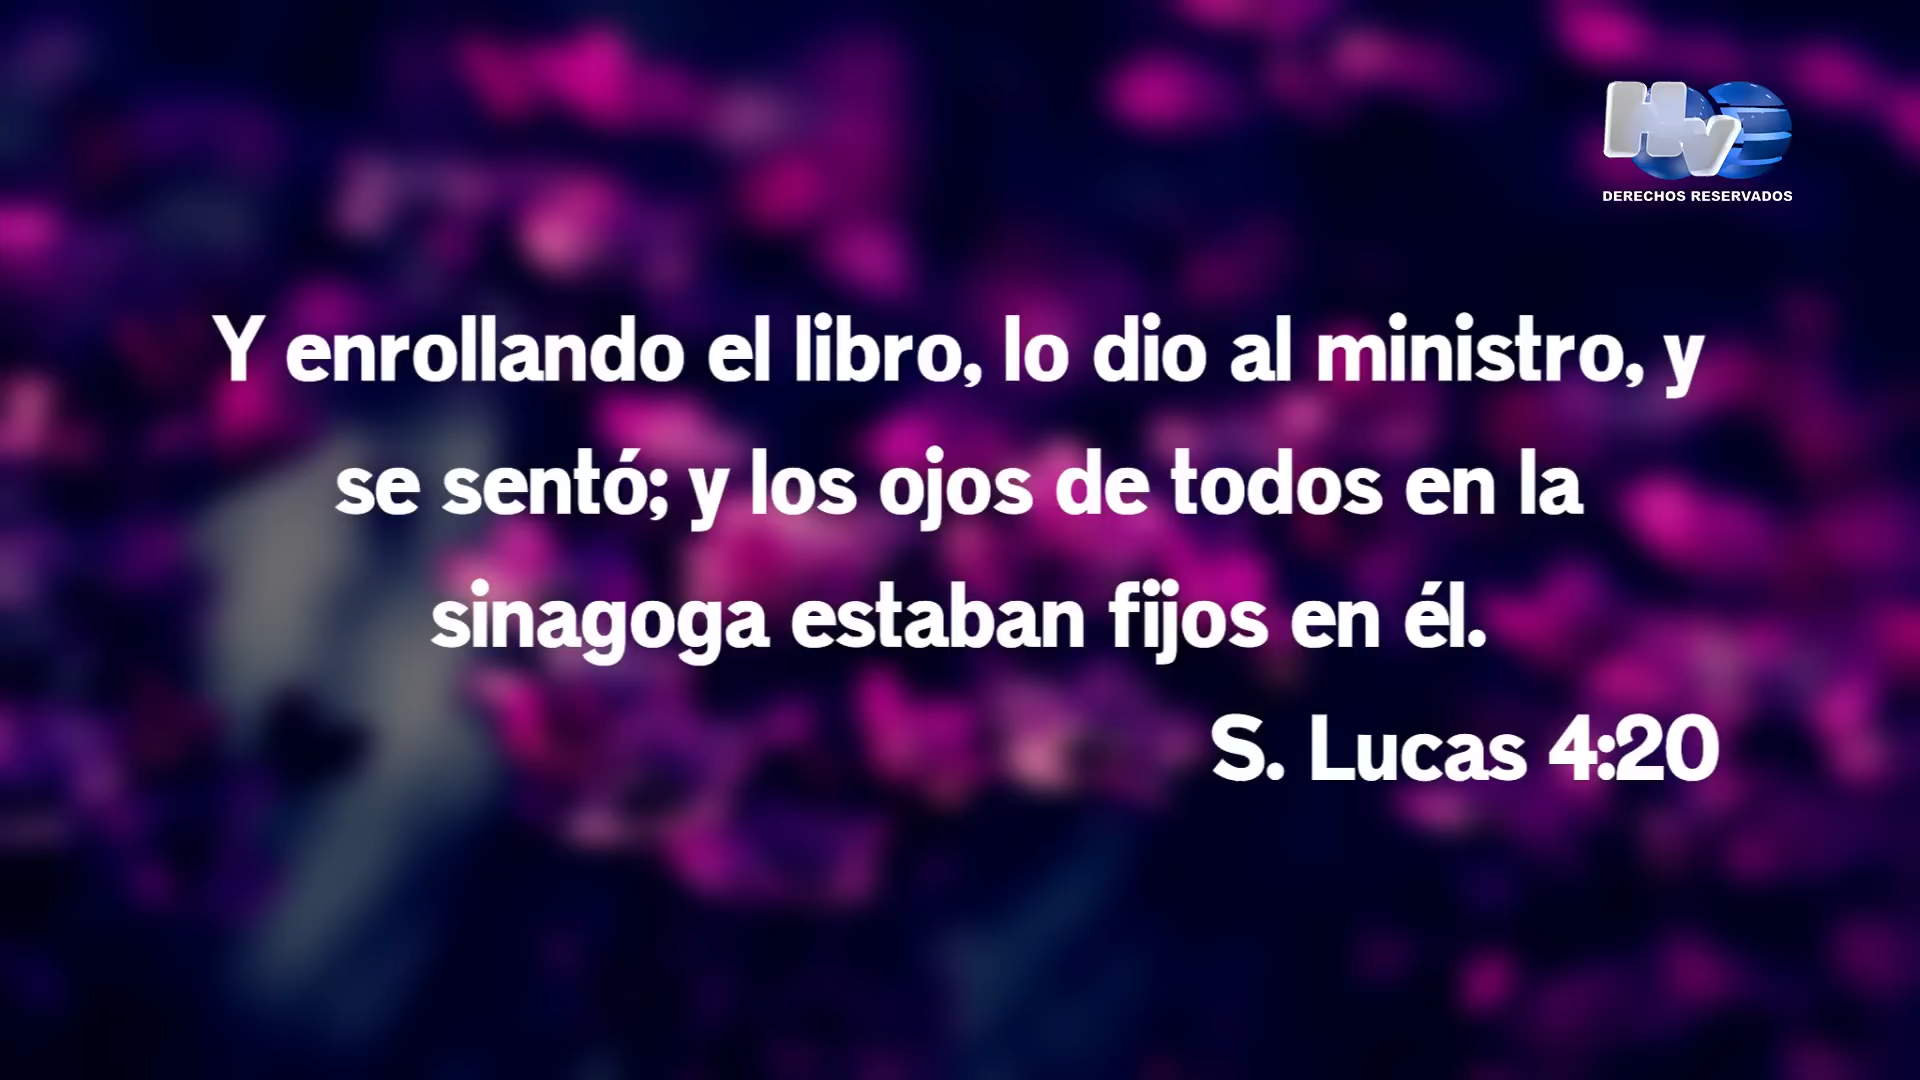 HV
DERECHOS RESERVADOS
Y enrollando el libro, lo dio al ministro, y
se sentó; y los ojos de todos en la
sinagoga estaban fijos en él.
S. Lucas 4:20